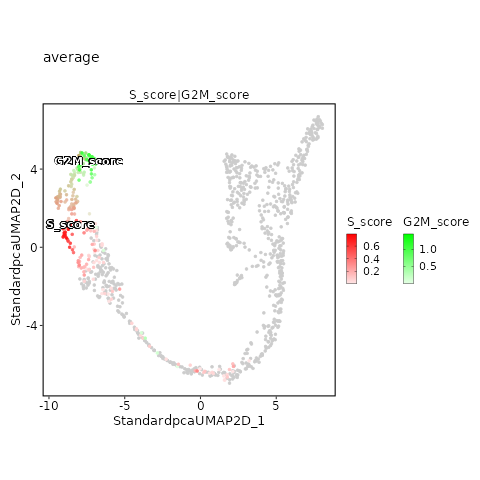 average
S_score|G2M_score
G2M_score
S_score
4
0
-4
-10
-5
0
5
StandardpcaUMAP2D_1
StandardpcaUMAP2D_2
S_score
0.6
0.4
0.2
G2M_score
1.0
0.5